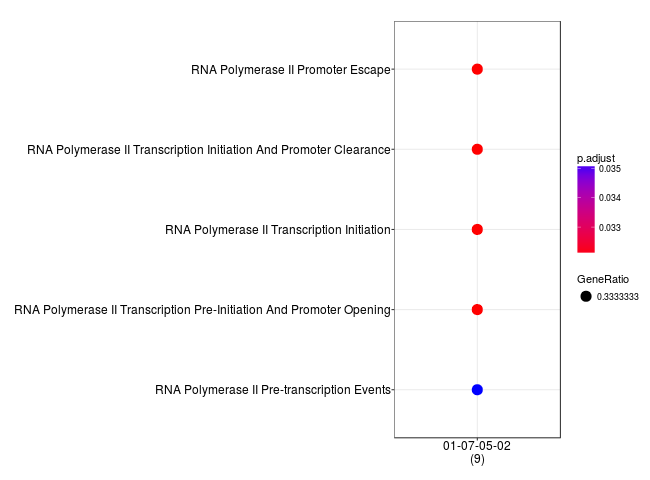 RNA Polymerase II Promoter Escape
RNA Polymerase II Transcription Initiation And Promoter Clearance
RNA Polymerase II Transcription Initiation
RNA Polymerase II Transcription Pre-Initiation And Promoter Opening
RNA Polymerase II Pre-transcription Events
01-07-05-02
(9)
p.adjust
0.035
0.034
0.033
GeneRatio
0.3333333